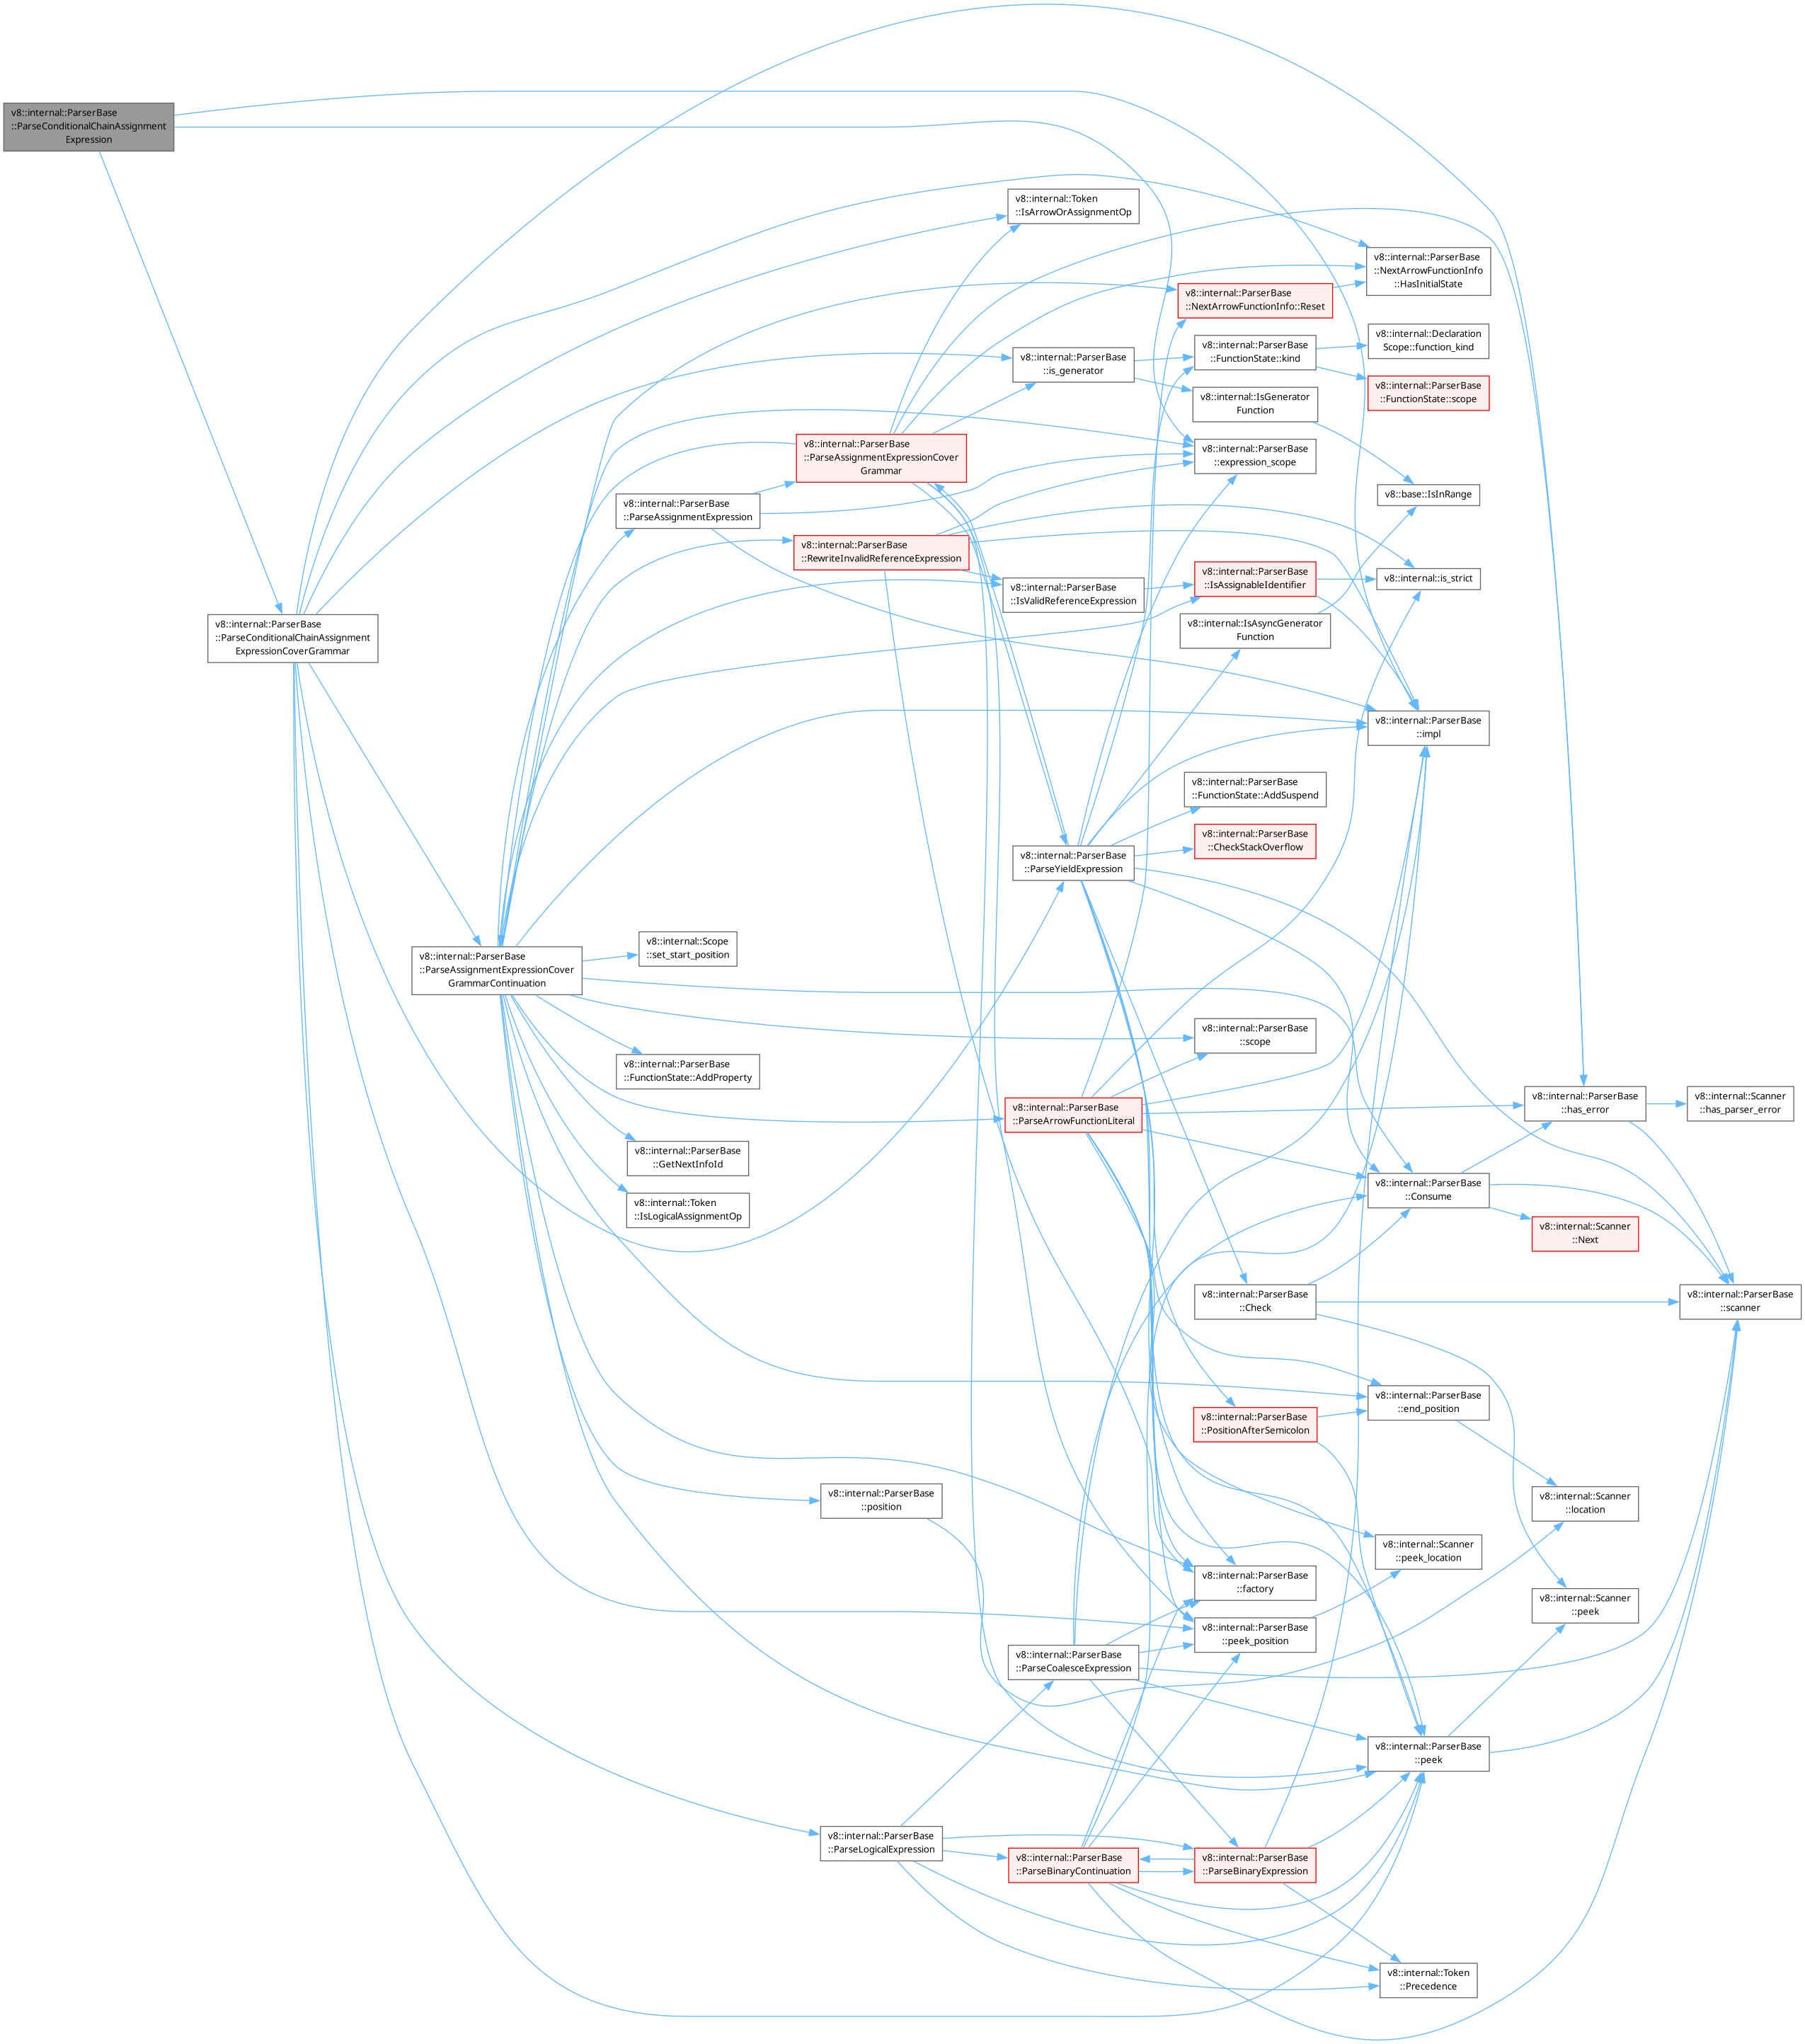 v8::internal::ParserBase
::ParseConditionalChainAssignment
Expression
v8::internal::ParserBase
::ParseConditionalChainAssignment
ExpressionCoverGrammar
v8::internal::ParserBase
::ParseAssignmentExpressionCover
GrammarContinuation
v8::internal::ParserBase
::ParseAssignmentExpression
v8::internal::Scope
::set_start_position
v8::internal::ParserBase
::FunctionState::AddProperty
v8::internal::ParserBase
::GetNextInfoId
v8::internal::Token
::IsLogicalAssignmentOp
v8::internal::ParserBase
::ParseAssignmentExpressionCover
Grammar
v8::internal::ParserBase
::RewriteInvalidReferenceExpression
v8::internal::ParserBase
::position
v8::internal::ParserBase
::ParseLogicalExpression
v8::internal::Token
::IsArrowOrAssignmentOp
v8::internal::ParserBase
::is_generator
v8::internal::ParserBase
::IsValidReferenceExpression
v8::internal::ParserBase
::ParseYieldExpression
v8::internal::ParserBase
::ParseArrowFunctionLiteral
v8::internal::ParserBase
::ParseCoalesceExpression
v8::internal::ParserBase
::ParseBinaryContinuation
v8::internal::ParserBase
::NextArrowFunctionInfo::Reset
v8::internal::ParserBase
::FunctionState::kind
v8::internal::IsGenerator
Function
v8::internal::ParserBase
::expression_scope
v8::internal::ParserBase
::IsAssignableIdentifier
v8::internal::IsAsyncGenerator
Function
v8::internal::ParserBase
::FunctionState::AddSuspend
v8::internal::ParserBase
::CheckStackOverflow
v8::internal::ParserBase
::scope
v8::internal::ParserBase
::Check
v8::internal::ParserBase
::PositionAfterSemicolon
v8::internal::ParserBase
::factory
v8::internal::ParserBase
::peek_position
v8::internal::ParserBase
::ParseBinaryExpression
v8::internal::ParserBase
::NextArrowFunctionInfo
::HasInitialState
v8::internal::Declaration
Scope::function_kind
v8::internal::ParserBase
::FunctionState::scope
v8::base::IsInRange
v8::internal::is_strict
v8::internal::ParserBase
::impl
v8::internal::ParserBase
::Consume
v8::internal::ParserBase
::end_position
v8::internal::Scanner
::peek_location
v8::internal::ParserBase
::peek
v8::internal::Token
::Precedence
v8::internal::ParserBase
::has_error
v8::internal::Scanner
::Next
v8::internal::Scanner
::location
v8::internal::Scanner
::peek
v8::internal::Scanner
::has_parser_error
v8::internal::ParserBase
::scanner